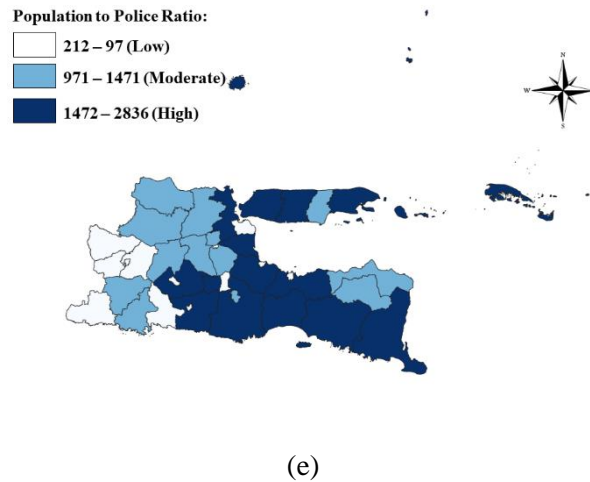 Population to Police Ratio:
212 – 97 (Low)
971 – 1471 (Moderate)
1472 – 2836 (High)
N
W
E
S
(e)